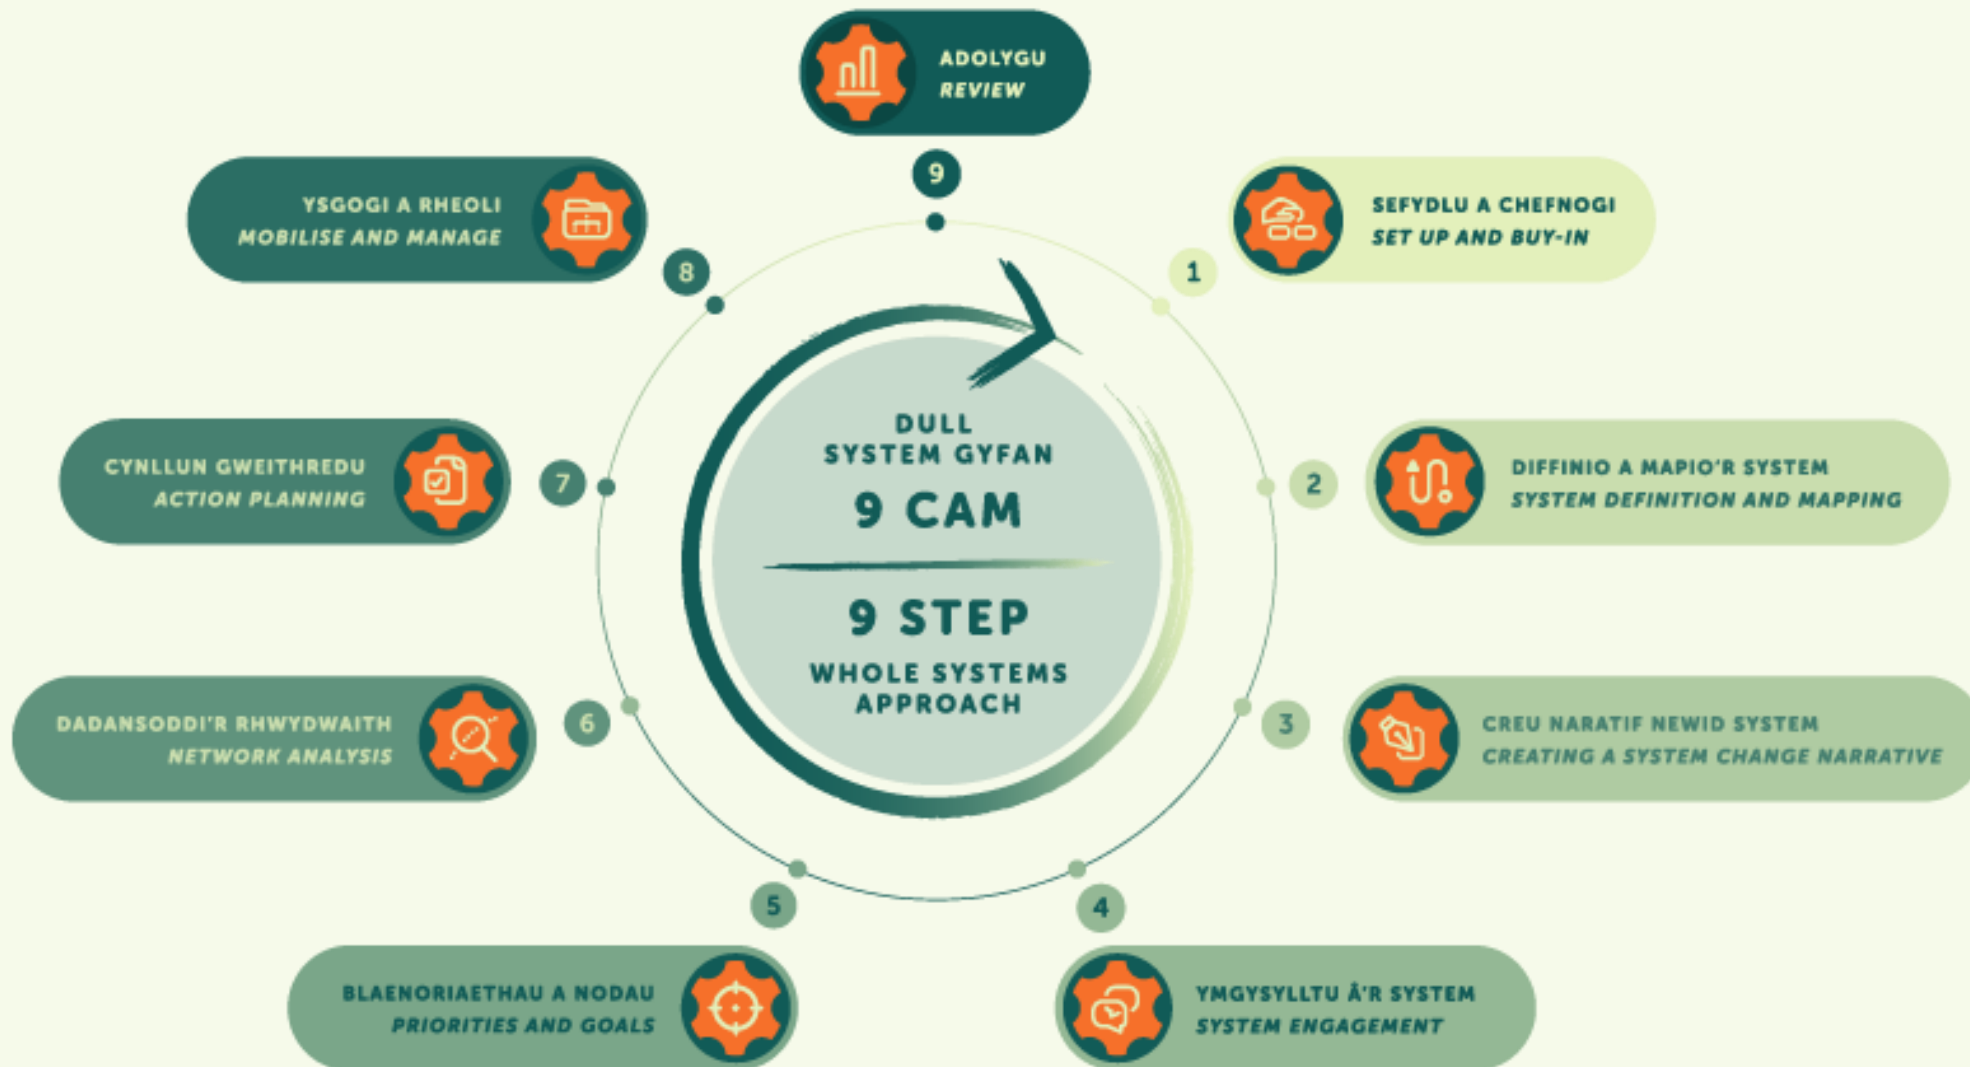 DULL
SYSTEM GYFAN
9 CAM
9 STEP
WHOLE SYSTEMS
APPROACH
1
SEFYDLU A CHEFNOGI
SET UP AND BUY-IN
2
DIFFINIO A MAPIO'R SYSTEM
SYSTEM DEFINITION AND MAPPING
3
CREU NARATIF NEWID SYSTEM
CREATING A SYSTEM CHANGE NARRATIVE
4
YMGYSYLLTU Â'R SYSTEM
SYSTEM ENGAGEMENT
5
BLAENORIAETHAU A NODAU
PRIORITIES AND GOALS
6
DADANSODDI'R RHWYDWAITH
NETWORK ANALYSIS
7
CYNLLUN GWEITHREDU
ACTION PLANNING
8
YSGOGI A RHEOLI
MOBILISE AND MANAGE
9
ADOLYGU
REVIEW